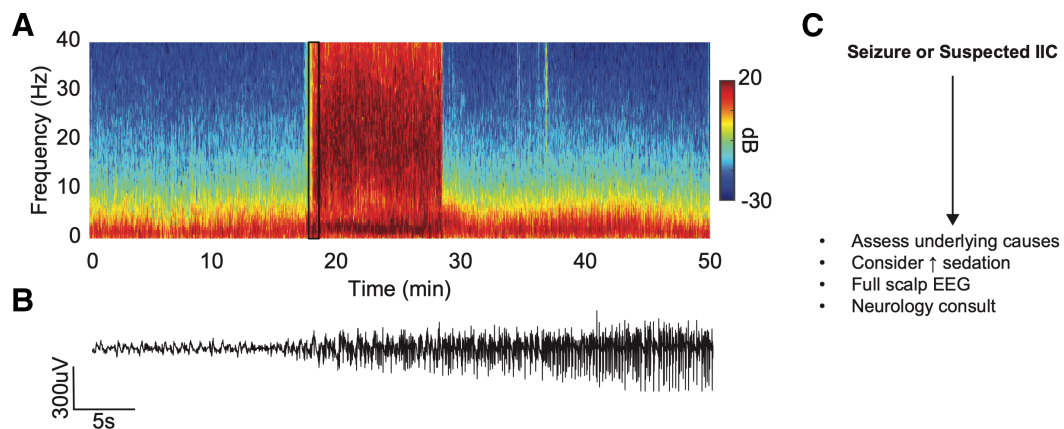 A
Frequency (Hz)
40
30
20
10
0
0 10 20 30 40 50
Time (min)
20
dB
-30
B
300uV
5s
C
Seizure or Suspected IIC
• Assess underlying causes
• Consider ↑ sedation
• Full scalp EEG
• Neurology consult